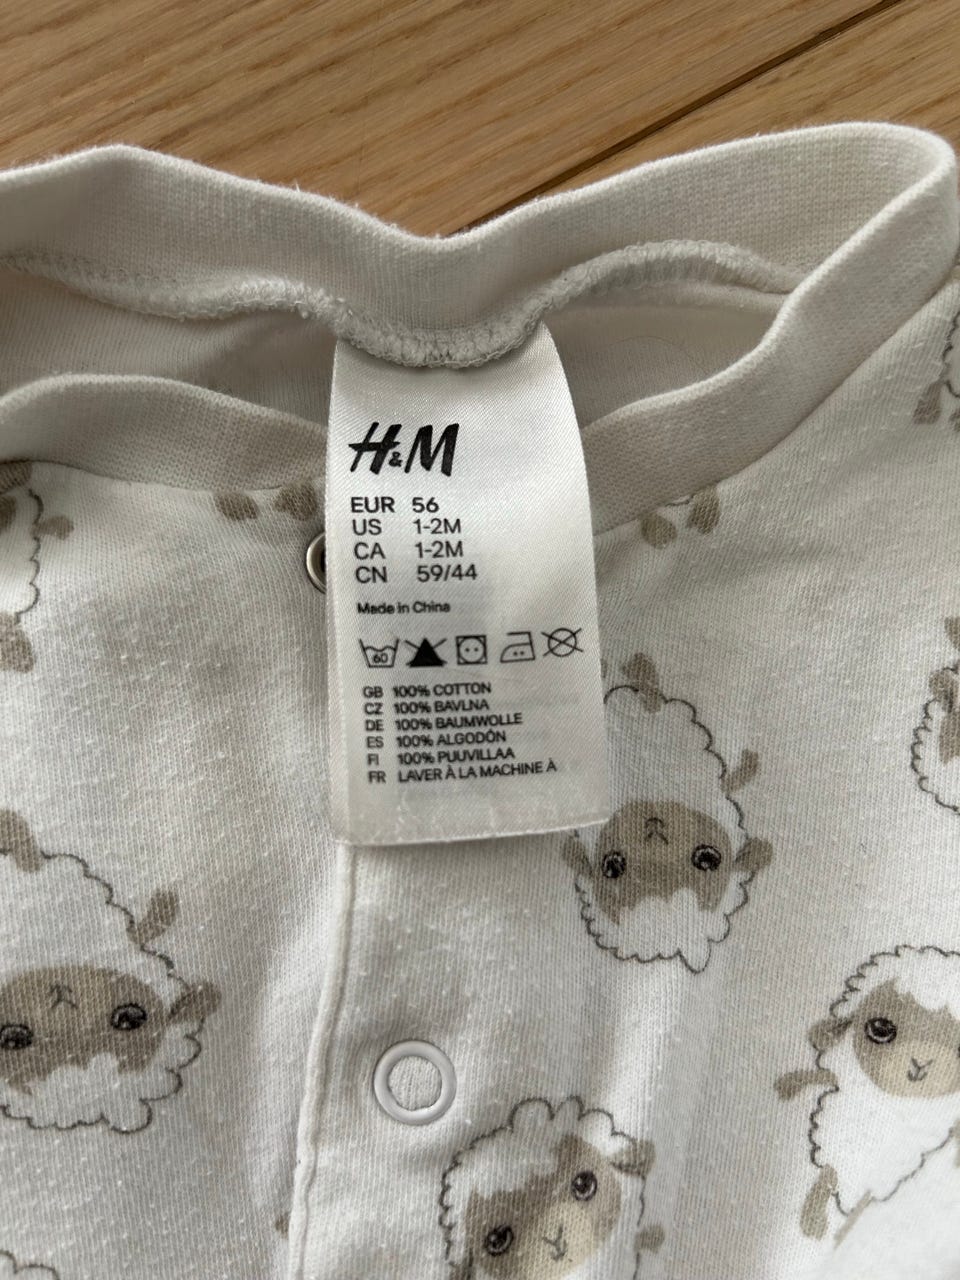 H&M
EUR 56
US 1-2M
CA 1-2M
CN 59/44
Made in China
60
GB 100% COTTON
CZ 100% BAVLNA
DE 100% BAUMWOLLE
ES 100% ALGODÓN
FI 100% PUUVILLAA
FR LAVER À LA MACHINE À